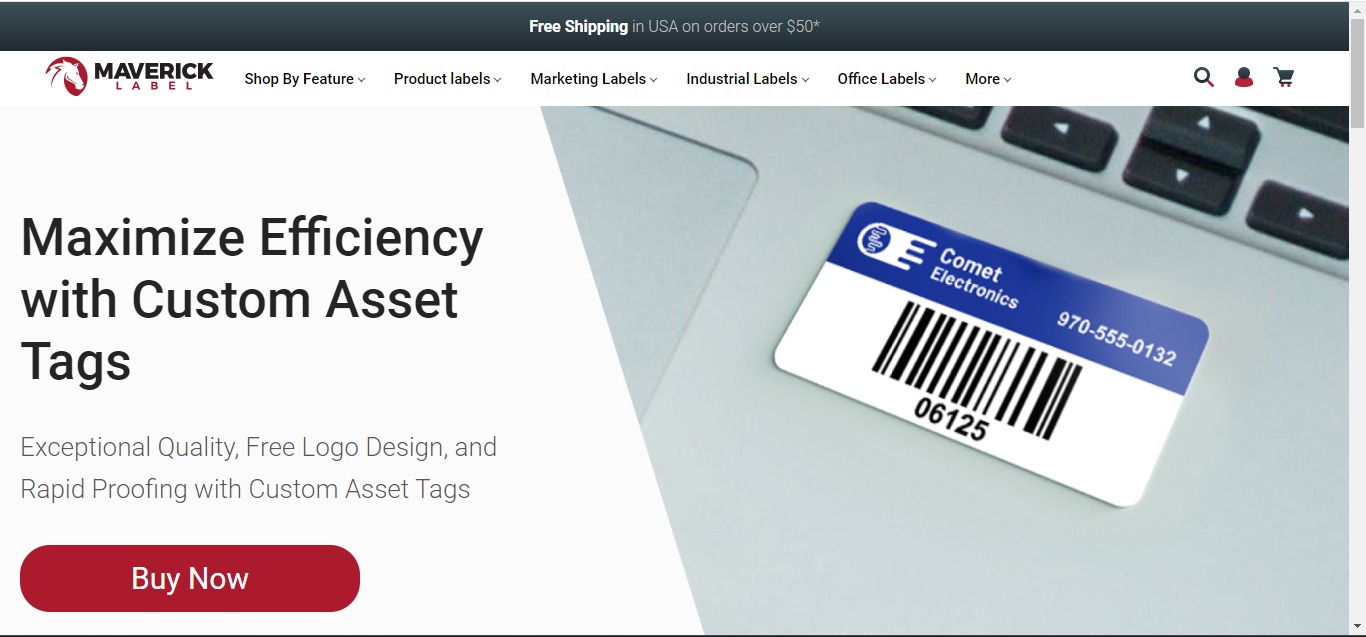 Free Shipping in USA on orders over $50*
MAVERICK
LABEL
Shop By Feature
Product labels
Marketing Labels
Industrial Labels
Office Labels
More
Maximize Efficiency
with Custom Asset
Tags
Exceptional Quality, Free Logo Design, and
Rapid Proofing with Custom Asset Tags
Buy Now
Comet
Electronics
970-555-0132
06125